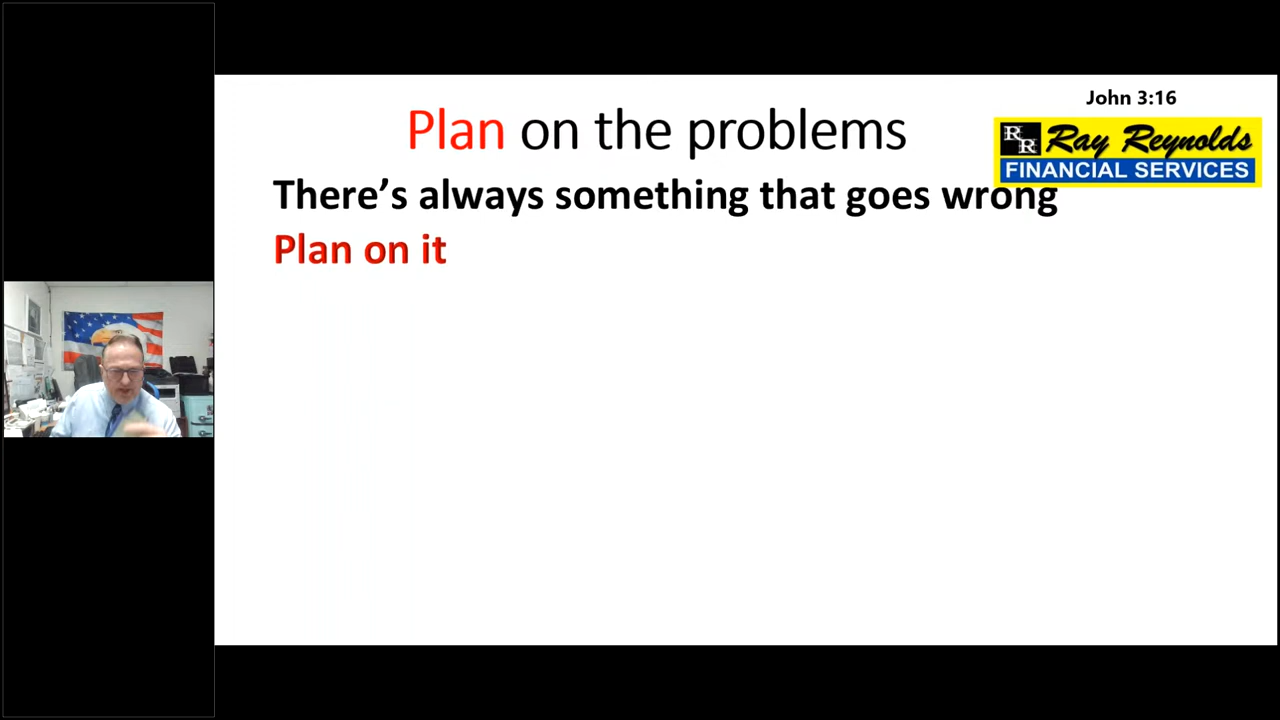 John 3:16
Plan on the problems
RR Ray Reynolds
FINANCIAL SERVICES
There's always something that goes wrong
Plan on it